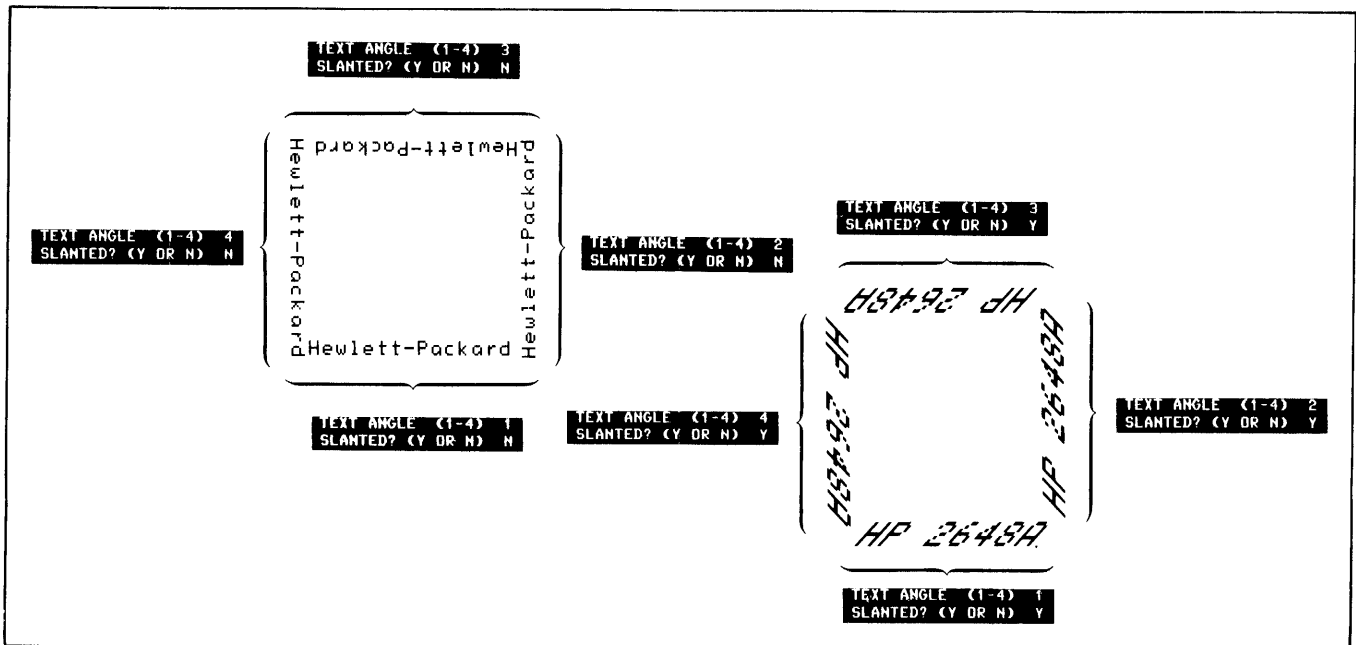 TEXT ANGLE (1-4) 3
SLANTED? (Y OR N) N
Hewlett-Packard
Hewlett-Packard
Hewlett-Packard
TEXT ANGLE (1-4) 4
SLANTED? (Y OR N) N
TEXT ANGLE (1-4) 2
SLANTED? (Y OR N) N
Hewlett-Packard
TEXT ANGLE (1-4) 1
SLANTED? (Y OR N) N
TEXT ANGLE (1-4) 3
SLANTED? (Y OR N) Y
HP 2648A
HP 2648A
HP 2648A
TEXT ANGLE (1-4) 4
SLANTED? (Y OR N) Y
TEXT ANGLE (1-4) 2
SLANTED? (Y OR N) Y
HP 2648A
TEXT ANGLE (1-4) 1
SLANTED? (Y OR N) Y